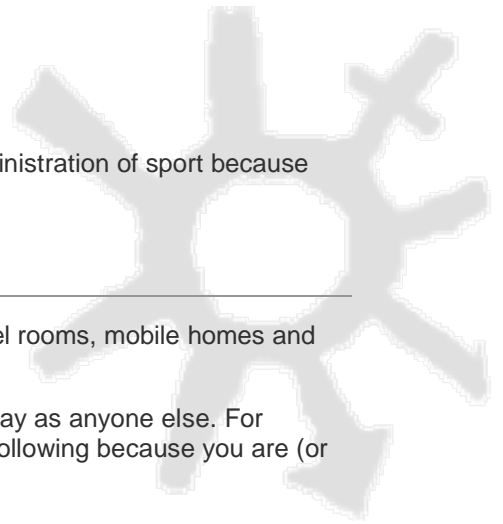 inistration of sport because
el rooms, mobile homes and
ay as anyone else. For
ollowing because you are (or